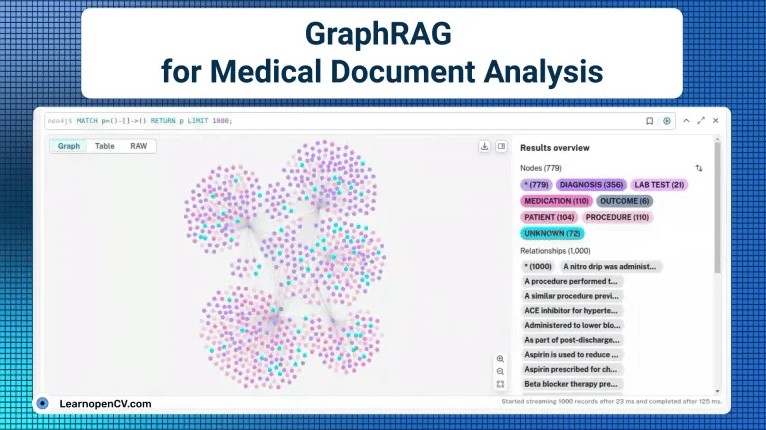 GraphRAG
for Medical Document Analysis
neo4j$ MATCH p=()-[]->() RETURN p LIMIT 1000;
Graph Table RAW
Results overview
Nodes (779)
* (779) DIAGNOSIS (356) LAB TEST (21)
MEDICATION (110) OUTCOME (6)
PATIENT (104) PROCEDURE (110)
UNKNOWN (72)
Relationships (1,000)
* (1000) A nitro drip was administ...
A procedure performed t...
A similar procedure previ...
ACE inhibitor for hyperte...
Administered to lower blo...
As part of post-discharge...
Aspirin is used to reduce ...
Aspirin prescribed for ch...
Beta blocker therapy pre...
Started streaming 1000 records after 23 ms and completed after 125 ms.
LearnopenCV.com